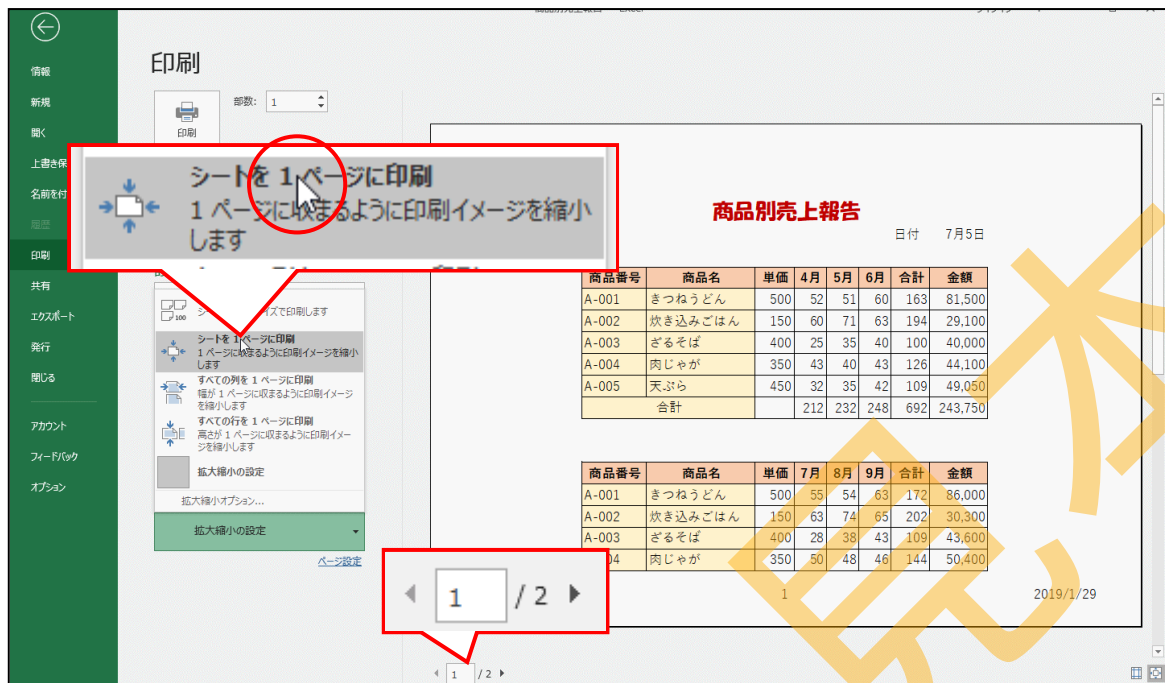 印刷
情報
新規
開く
上書き保
名前を付
履歴
印刷
共有
エクスポート
発行
閉じる
アカウント
フィードバック
オプション
部数: 1
印刷
シートを 1 ページに印刷
1 ページに収まるように印刷イメージを縮小
します
イズで印刷します
シートを 1 ページに印刷
1 ページに収まるように印刷イメージを縮小
します
すべての列を 1 ページに印刷
幅が 1 ページに収まるように印刷イメージ
を縮小します
すべての行を 1 ページに印刷
高さが 1 ページに収まるように印刷イメー
ジを縮小します
拡大縮小の設定
拡大縮小オプション...
拡大縮小の設定
ページ設定
1 / 2
1 / 2
商品別売上報告
日付 7月5日
商品番号 商品名 単価 4月 5月 6月 合計 金額
A-001 きつねうどん 500 52 51 60 163 81,500
A-002 炊き込みごはん 150 60 71 63 194 29,100
A-003 ざるそば 400 25 35 40 100 40,000
A-004 肉じゃが 350 43 40 43 126 44,100
A-005 天ぷら 450 32 35 42 109 49,050
合計 212 232 248 692 243,750
商品番号 商品名 単価 7月 8月 9月 合計 金額
A-001 きつねうどん 500 55 54 63 172 86,000
A-002 炊き込みごはん 150 63 74 65 202 30,300
A-003 ざるそば 400 28 38 43 109 43,600
04 肉じゃが 350 50 48 46 144 50,400
1 2019/1/29
見本